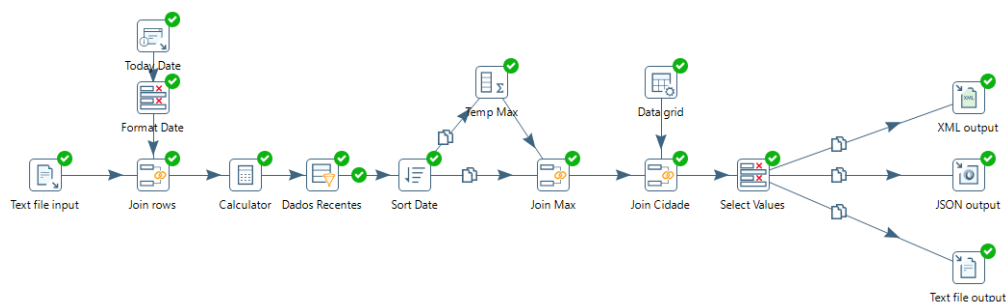 Today Date
Format Date
Temp Max
Data grid
XML
XML output
Text file input
Join rows
Calculator
Dados Recentes
Sort Date
Join Max
Join Cidade
Select Values
JSON output
Text file output